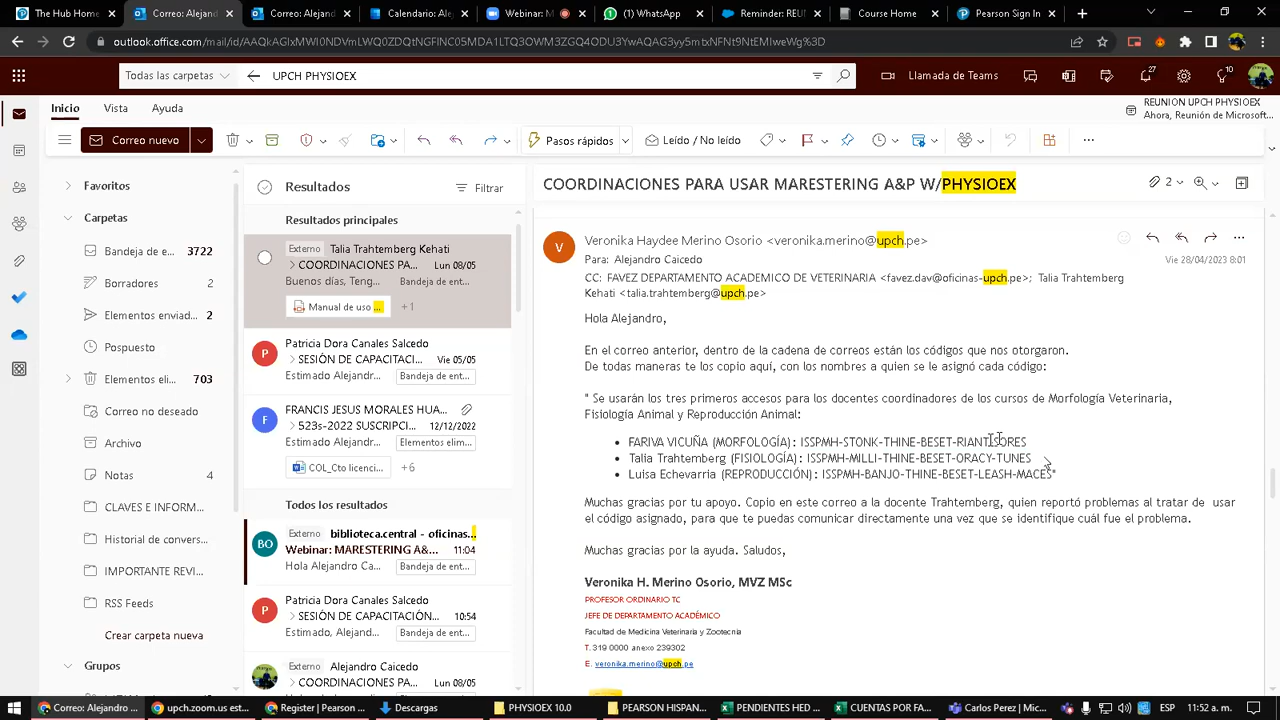 The Hub Home
Correo: Alejand
Correo: Alejand
Calendario: Alej
Webinar: M
(1) WhatsApp
Reminder: REU
Course Home
Pearson Sign In
outlook.office.com
Todas las carpetas
UPCH PHYSIOEX
Llamada de Teams
27
10
Inicio
Vista
Ayuda
REUNION UPCH PHYSIOEX
Ahora, Reunión de Microsoft...
Correo nuevo
Pasos rápidos
Leído / No leído
Favoritos
Carpetas
Bandeja de e... 3722
Borradores 2
Elementos enviad... 2
Pospuesto
Elementos eli... 703
Correo no deseado
Archivo
Notas 4
CLAVES E INFORM...
Historial de convers...
IMPORTANTE REVI...
RSS Feeds
Crear carpeta nueva
Grupos
Resultados
Filtrar
Resultados principales
Externo Talia Trahtemberg Kehati
COORDINACIONES PA... Lun 08/05
Buenos días, Teng... Bandeja de ent...
Manual de uso ... +1
P
Patricia Dora Canales Salcedo
SESIÓN DE CAPACITACI... Vie 05/05
Estimado Alejandr... Bandeja de ent...
F
FRANCIS JESUS MORALES HUA...
523s-2022 SUSCRIPCI... 12/12/2022
Estimado Alejandr... Elementos elim...
COL_Cto licenci... +6
Todos los resultados
BO
Externo biblioteca.central - oficinas...
Webinar: MARESTERING A&... 11:04
Hola Alejandro Ca... Bandeja de ent...
P
Patricia Dora Canales Salcedo
SESIÓN DE CAPACITACIÓN... 10:54
Estimado, Alejand... Bandeja de ent...
Externo Alejandro Caicedo
COORDINACIONES PA... Lun 08/05
COORDINACIONES PARA USAR MARESTERING A&P W/PHYSIOEX
2
V
Veronika Haydee Merino Osorio <veronika.merino@upch.pe>
Para: Alejandro Caicedo
Vie 28/04/2023 8:01
CC: FAVEZ DEPARTAMENTO ACADEMICO DE VETERINARIA <favez.dav@oficinas-upch.pe>; Talia Trahtemberg
Kehati <talia.trahtemberg@upch.pe>
Hola Alejandro,
En el correo anterior, dentro de la cadena de correos están los códigos que nos otorgaron.
De todas maneras te los copio aquí, con los nombres a quien se le asignó cada código:
" Se usarán los tres primeros accesos para los docentes coordinadores de los cursos de Morfología Veterinaria,
Fisiología Animal y Reproducción Animal:
• FARIVA VICUÑA (MORFOLOGÍA): ISSPMH-STONK-THINE-BESET-RIANT-SORES
• Talia Trahtemberg (FISIOLOGÍA): ISSPMH-MILLI-THINE-BESET-ORACY-TUNES
• Luisa Echevarria (REPRODUCCIÓN): ISSPMH-BANJO-THINE-BESET-LEASH-MACES"
Muchas gracias por tu apoyo. Copio en este correo a la docente Trahtemberg, quien reportó problemas al tratar de usar
el código asignado, para que te puedas comunicar directamente una vez que se identifique cuál fue el problema.
Muchas gracias por la ayuda. Saludos,
Veronika H. Merino Osorio, MVZ MSc
PROFESOR ORDINARIO TC
JEFE DE DEPARTAMENTO ACADÉMICO
Facultad de Medicina Veterinaria y Zootecnia
T. 319 0000 anexo 239302
E. veronika.merino@upch.pe
Correo: Alejandro ...
upch.zoom.us est...
Register | Pearso...
Descargas
PHYSIOEX 10.0
PEARSON HISPAN...
PENDIENTES HED ...
CUENTAS POR FA...
Carlos Perez | Mic...
ESP
11:52 a. m.